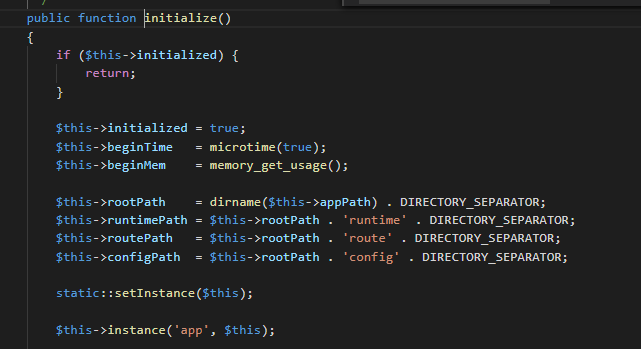 */
public function initialize()
{
    if ($this->initialized) {
        return;
    }

    $this->initialized = true;
    $this->beginTime   = microtime(true);
    $this->beginMem    = memory_get_usage();

    $this->rootPath    = dirname($this->appPath) . DIRECTORY_SEPARATOR;
    $this->runtimePath = $this->rootPath . 'runtime' . DIRECTORY_SEPARATOR;
    $this->routePath   = $this->rootPath . 'route' . DIRECTORY_SEPARATOR;
    $this->configPath  = $this->rootPath . 'config' . DIRECTORY_SEPARATOR;

    static::setInstance($this);

    $this->instance('app', $this);